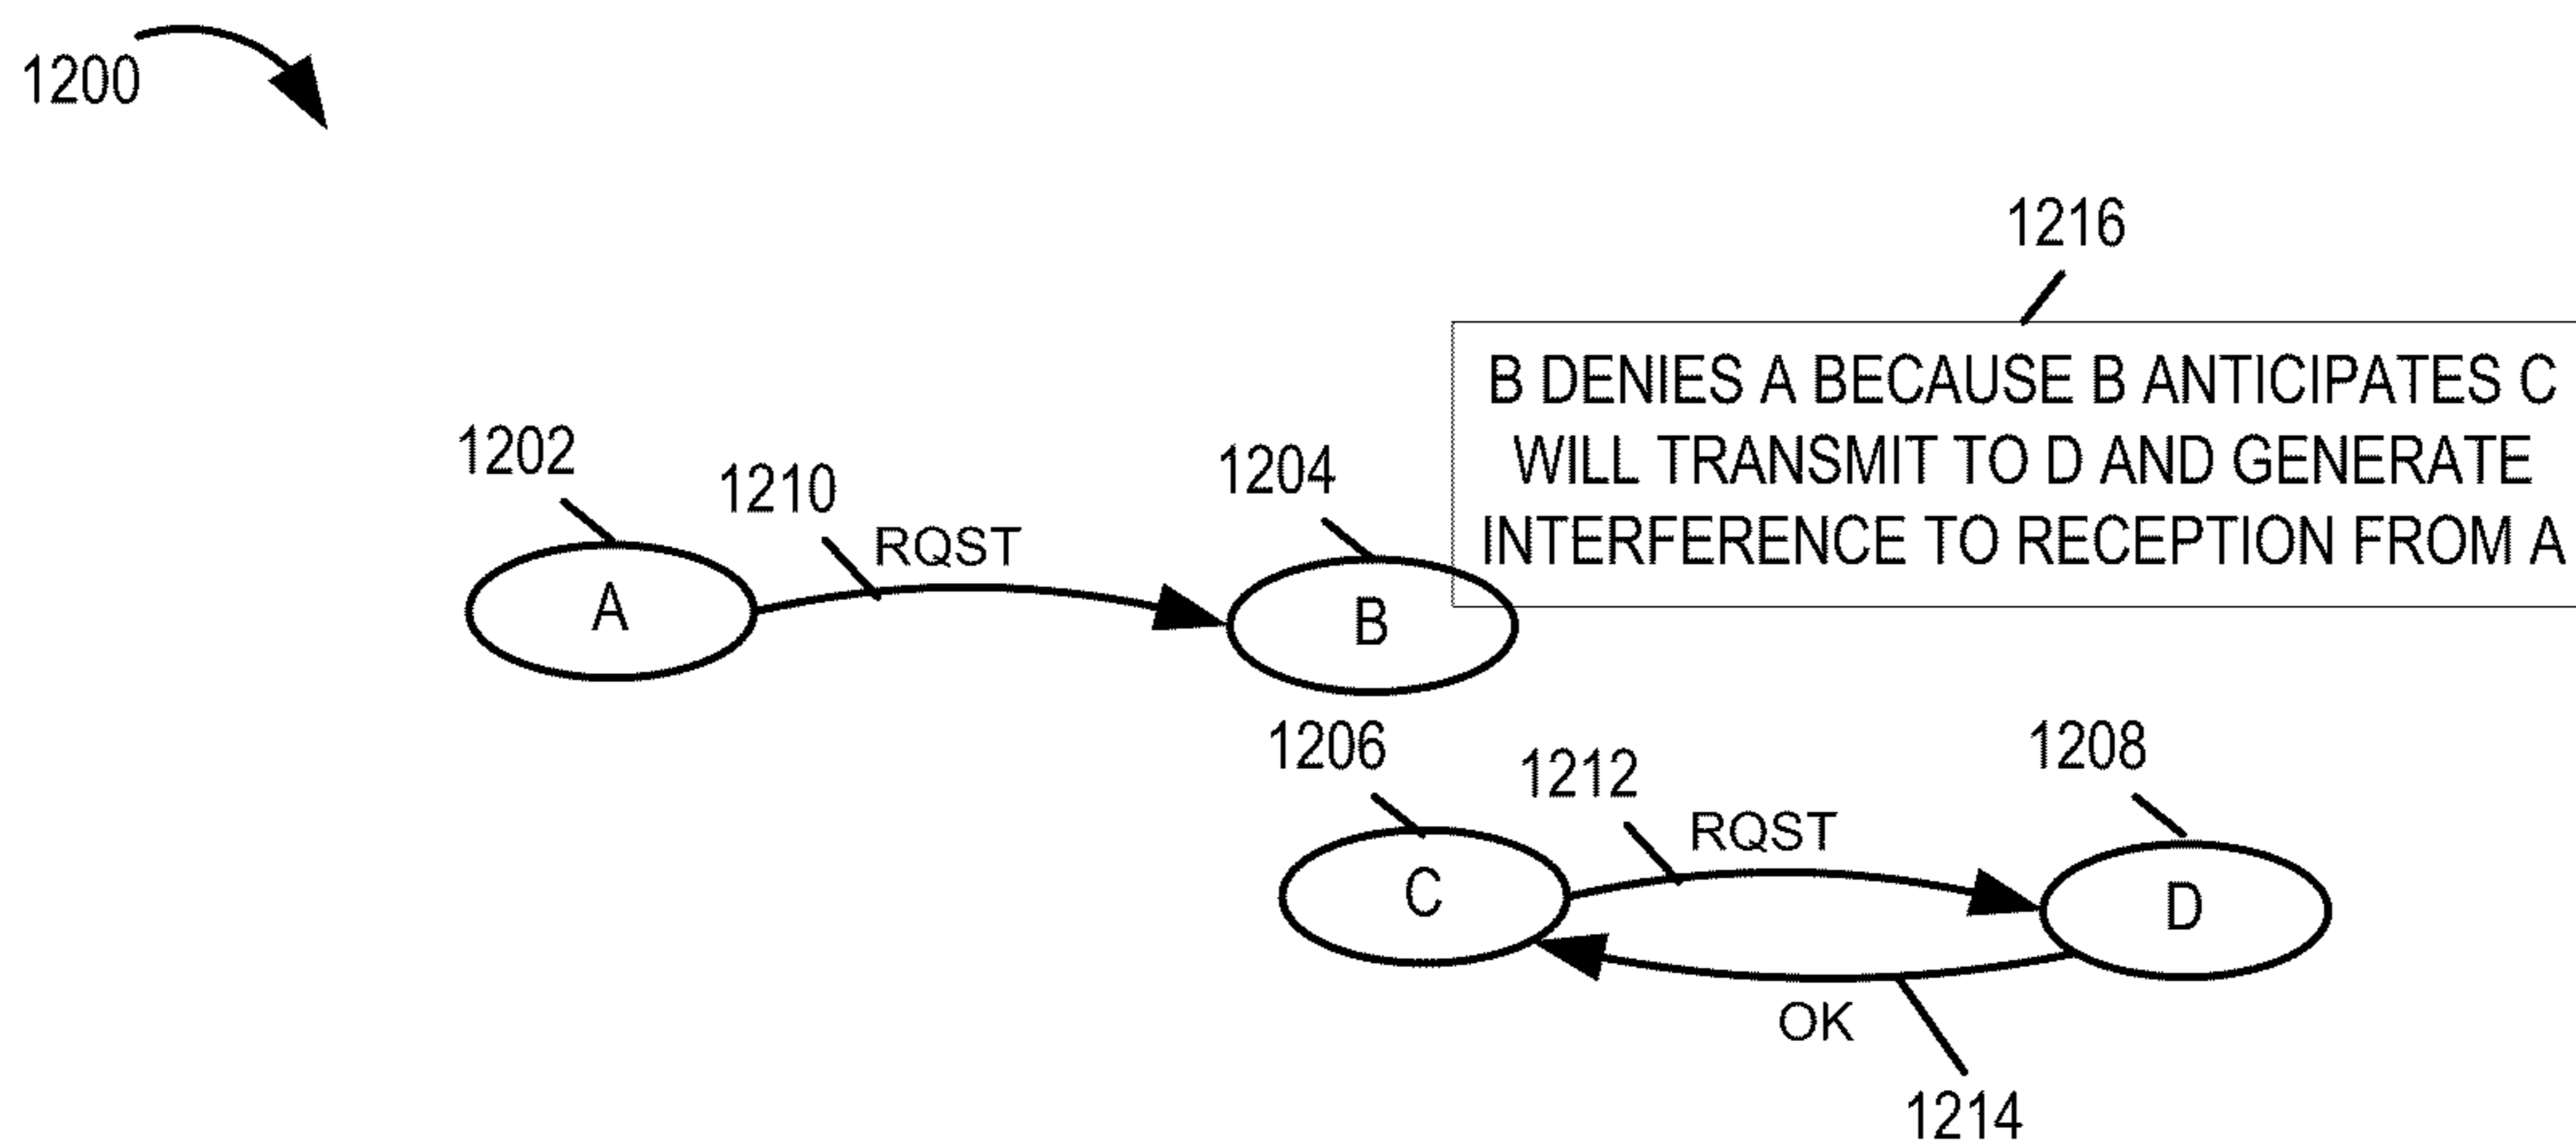 1200
1216
B DENIES A BECAUSE B ANTICIPATES C
WILL TRANSMIT TO D AND GENERATE
INTERFERENCE TO RECEPTION FROM A
1202
1210
RQST
1204
A
B
1206
1212
RQST
1208
C
D
OK
1214